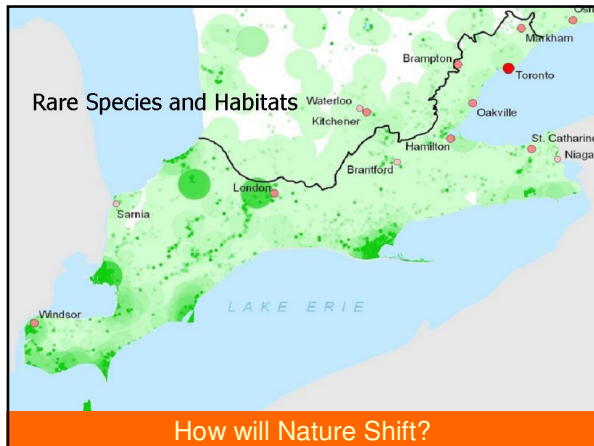 Osh
Markham
Brampton
Toronto
Rare Species and Habitats
Waterloo
Kitchener
Oakville
Hamilton
St. Catharine
Brantford
Niaga
London
Sarnia
LAKE ERIE
Windsor
How will Nature Shift?